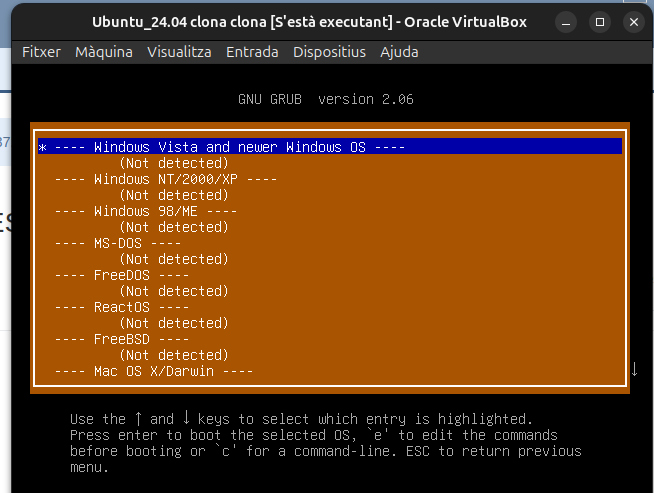 Ubuntu_24.04 clona clona [S'està executant] - Oracle VirtualBox
Fitxer Màquina Visualitza Entrada Dispositius Ajuda
GNU GRUB version 2.06
* ---- Windows Vista and newer Windows OS ----
(Not detected)
---- Windows NT/2000/XP ----
(Not detected)
---- Windows 98/ME ----
(Not detected)
---- MS-DOS ----
(Not detected)
---- FreeDOS ----
(Not detected)
---- ReactOS ----
(Not detected)
---- FreeBSD ----
(Not detected)
---- Mac OS X/Darwin ----
Use the ↑ and ↓ keys to select which entry is highlighted.
Press enter to boot the selected OS, `e' to edit the commands
before booting or `c' for a command-line. ESC to return previous
menu.